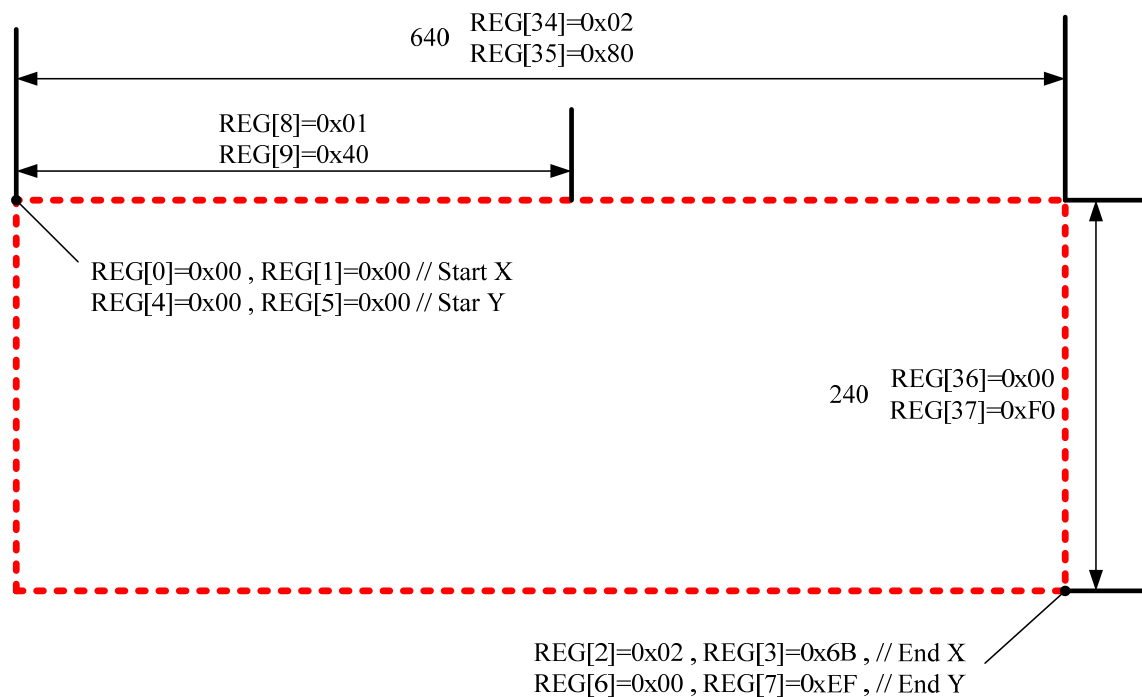 640
REG[34]=0x02
REG[35]=0x80
REG[8]=0x01
REG[9]=0x40
REG[0]=0x00 , REG[1]=0x00 // Start X
REG[4]=0x00 , REG[5]=0x00 // Star Y
240
REG[36]=0x00
REG[37]=0xF0
REG[2]=0x02 , REG[3]=0x6B , // End X
REG[6]=0x00 , REG[7]=0xEF , // End Y